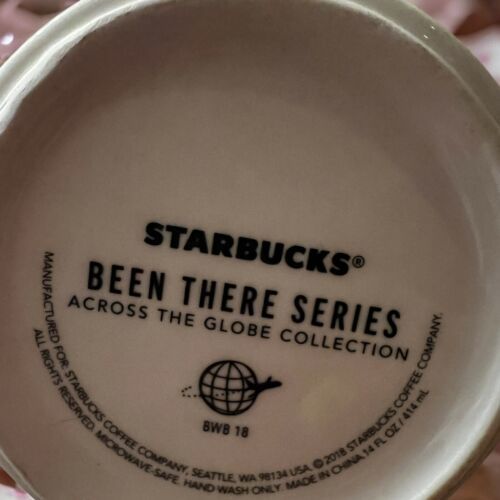 STARBUCKS®
BEEN THERE SERIES
ACROSS THE GLOBE COLLECTION
BWB 18
MANUFACTURED FOR: STARBUCKS COFFEE COMPANY, SEATTLE, WA 98134 USA. © 2018 STARBUCKS COFFEE COMPANY.
ALL RIGHTS RESERVED. MICROWAVE-SAFE. HAND WASH ONLY. MADE IN CHINA. 14 FL OZ / 414 mL